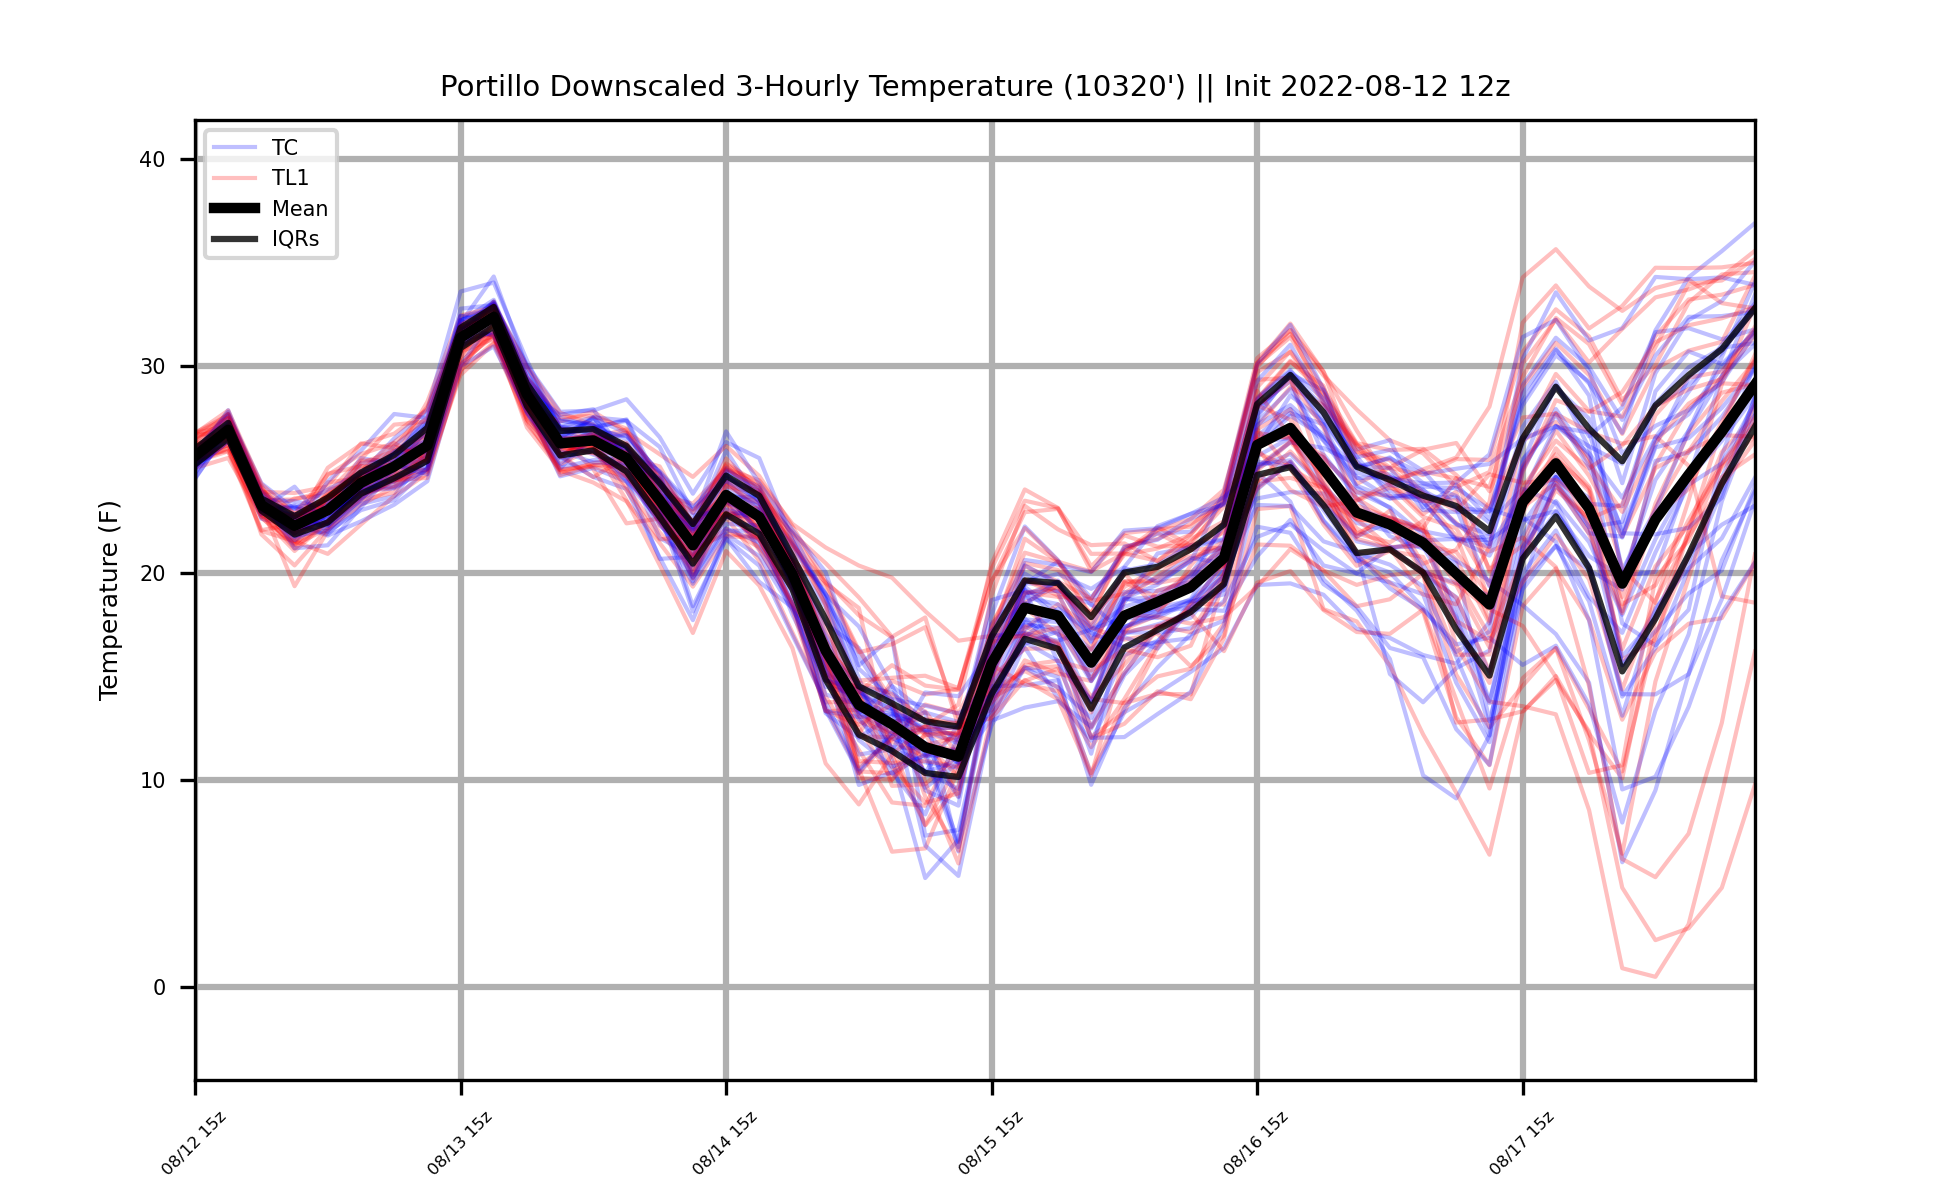 Portillo Downscaled 3-Hourly Temperature (10320') || Init 2022-08-12 12z
TC
TL1
Mean
IQRs
Temperature (F)
40
30
20
10
0
08/12 15z
08/13 15z
08/14 15z
08/15 15z
08/16 15z
08/17 15z